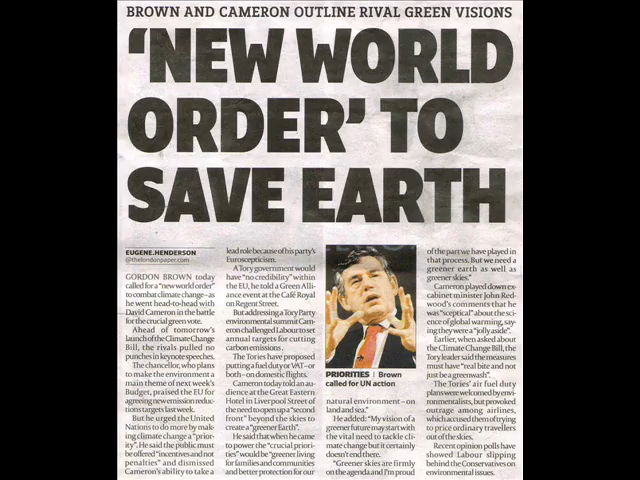 BROWN AND CAMERON OUTLINE RIVAL GREEN VISIONS
‘NEW WORLD
ORDER’ TO
SAVE EARTH
EUGENE.HENDERSON
@thelondonpaper.com
GORDON BROWN today
called for a “new world order”
to combat climate change – as
he went head-to-head with
David Cameron in the battle
for the crucial green vote.
Ahead of tomorrow's
launch of the Climate Change
Bill, the rivals pulled no
punches in keynote speeches.
The chancellor, who plans
to make the environment a
main theme of next week's
Budget, praised the EU for
agreeing new emission reduc-
tions targets last week.
But he urged the United
Nations to do more by mak-
ing climate change a “prior-
ity”. He said the public must
be offered “incentives and not
penalties” and dismissed
Cameron's ability to take a
lead role because of his party's
Euroscepticism.
A Tory government would
have “no credibility” within
the EU, he told a Green Alli-
ance event at the Café Royal
on Regent Street.
But addressing a Tory Party
environmental summit Cam-
eron challenged Labour to set
annual targets for cutting
carbon emissions.
The Tories have proposed
putting a fuel duty or VAT – or
both – on domestic flights.
Cameron today told an au-
dience at the Great Eastern
Hotel in Liverpool Street of
the need to open up a “second
front” beyond the skies to
create a “greener Earth”.
He said that when he came
to power the “crucial priori-
ties” would be “greener living
for families and communities
and better protection for our
PRIORITIES | Brown
called for UN action
natural environment – on
land and sea.”
He added: “My vision of a
greener future may start with
the vital need to tackle cli-
mate change but it certainly
doesn't end there.
“Greener skies are firmly
on the agenda and I'm proud
of the part we have played in
that process. But we need a
greener earth as well as
greener skies.”
Cameron played down ex-
cabinet minister John Red-
wood's comments that he
was “sceptical” about the sci-
ence of global warming, say-
ing they were a “jolly aside”.
Earlier, when asked about
the Climate Change Bill, the
Tory leader said the measures
must have “real bite and not
just be a greenwash”.
The Tories' air fuel duty
plans were welcomed by envi-
ronmentalists, but provoked
outrage among airlines,
which accused them of trying
to price ordinary travellers
out of the skies.
Recent opinion polls have
showed Labour slipping
behind the Conservatives on
environmental issues.